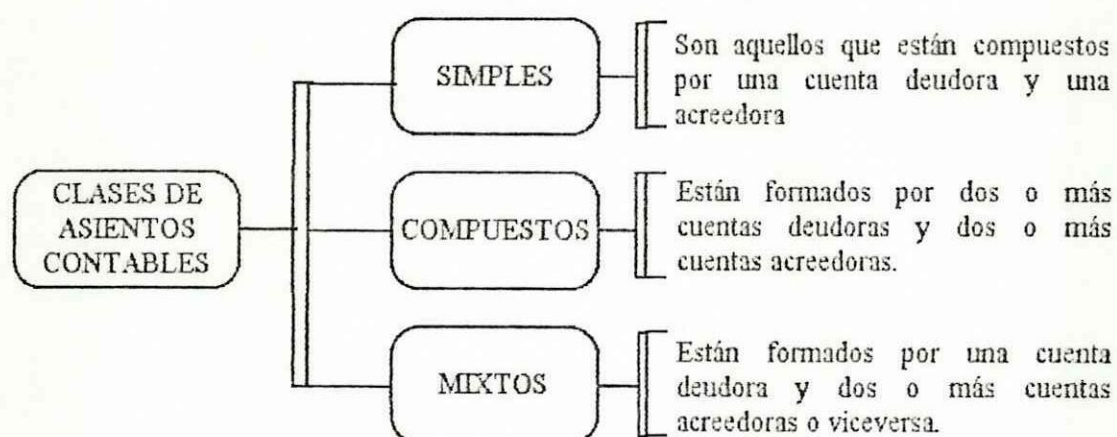 CLASES DE
ASIENTOS
CONTABLES
SIMPLES
Son aquellos que están compuestos
por una cuenta deudora y una
acreedora
COMPUESTOS
Están formados por dos o más
cuentas deudoras y dos o más
cuentas acreedoras.
MIXTOS
Están formados por una cuenta
deudora y dos o más cuentas
acreedoras o viceversa.